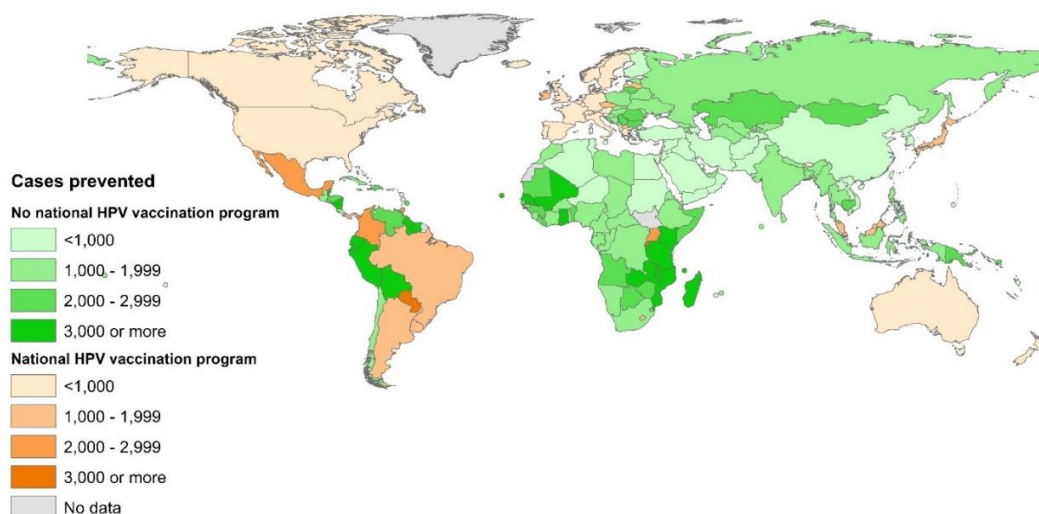 Cases prevented
No national HPV vaccination program
<1,000
1,000 - 1,999
2,000 - 2,999
3,000 or more
National HPV vaccination program
<1,000
1,000 - 1,999
2,000 - 2,999
3,000 or more
No data